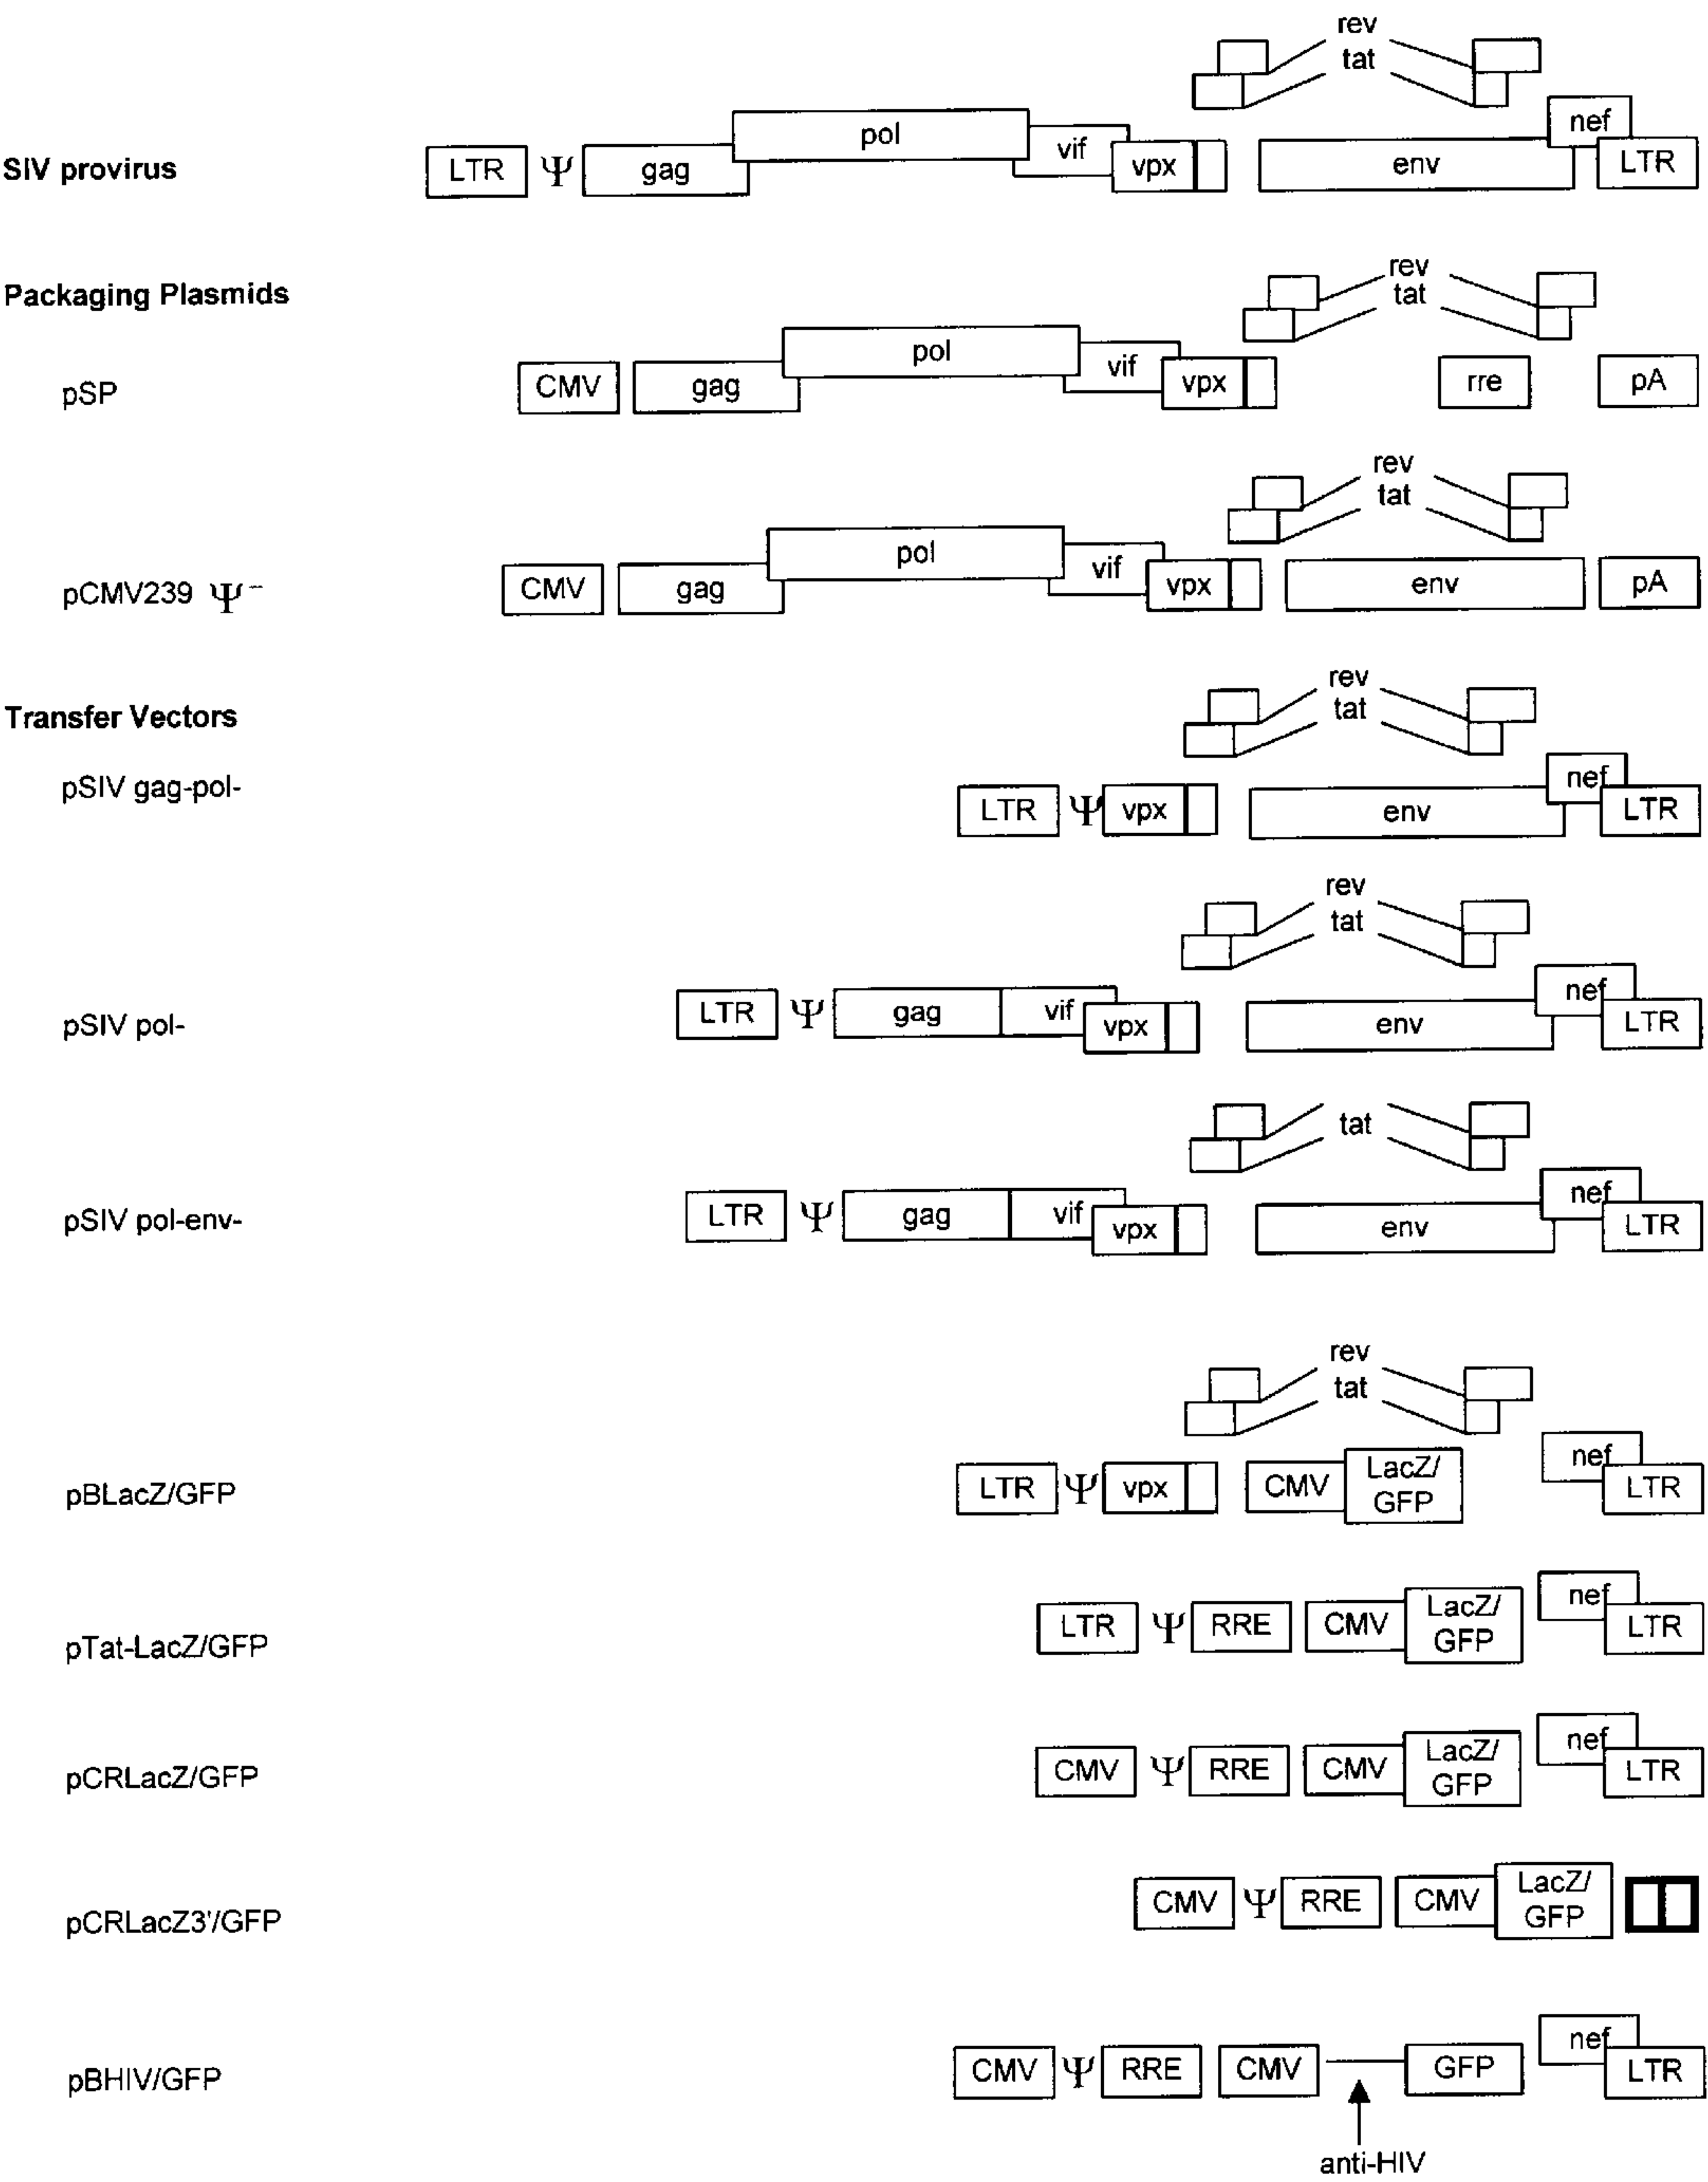 rev
tat
SIV provirus LTR Ψ gag pol vif vpx env nef LTR
Packaging Plasmids
rev
tat
pSP CMV gag pol vif vpx rre pA
rev
tat
pCMV239 Ψ⁻ CMV gag pol vif vpx env pA
Transfer Vectors
rev
tat
pSIV gag-pol- LTR Ψ vpx env nef LTR
rev
tat
pSIV pol- LTR Ψ gag vif vpx env nef LTR
tat
pSIV pol-env- LTR Ψ gag vif vpx env nef LTR
rev
tat
pBLacZ/GFP LTR Ψ vpx CMV LacZ/
GFP nef LTR
pTat-LacZ/GFP LTR Ψ RRE CMV LacZ/
GFP nef LTR
pCRLacZ/GFP CMV Ψ RRE CMV LacZ/
GFP nef LTR
pCRLacZ3'/GFP CMV Ψ RRE CMV LacZ/
GFP
pBHIV/GFP CMV Ψ RRE CMV GFP nef LTR
anti-HIV